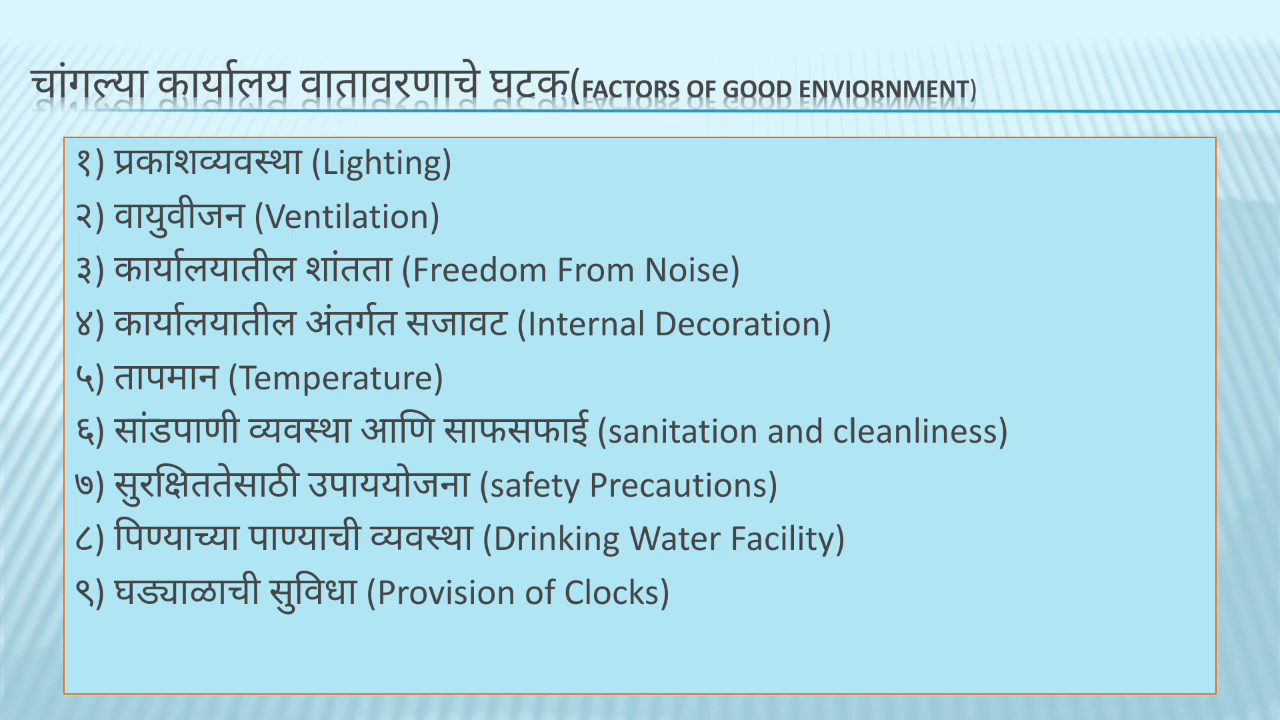 चांगल्या कार्यालय वातावरणाचे घटक(FACTORS OF GOOD ENVIORNMENT)
१) प्रकाशव्यवस्था (Lighting)
२) वायुवीजन (Ventilation)
३) कार्यालयातील शांतता (Freedom From Noise)
४) कार्यालयातील अंतर्गत सजावट (Internal Decoration)
५) तापमान (Temperature)
६) सांडपाणी व्यवस्था आणि साफसफाई (sanitation and cleanliness)
७) सुरक्षिततेसाठी उपाययोजना (safety Precautions)
८) पिण्याच्या पाण्याची व्यवस्था (Drinking Water Facility)
९) घड्याळाची सुविधा (Provision of Clocks)